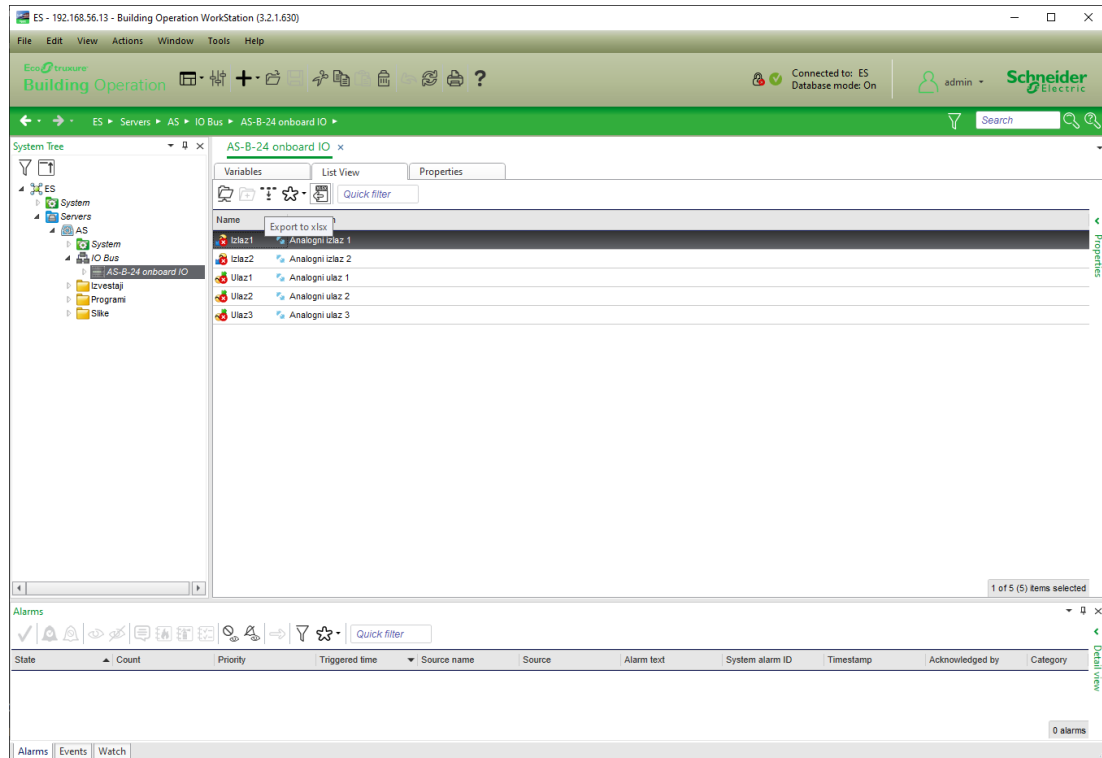 ES - 192.168.56.13 - Building Operation WorkStation (3.2.1.630)
File Edit View Actions Window Tools Help
EcoStruxure
Building Operation
Connected to: ES
Database mode: On
admin
Schneider
Electric
ES Servers AS IO Bus AS-B-24 onboard IO
Search
System Tree
AS-B-24 onboard IO
Variables List View Properties
Quick filter
ES
System
Servers
AS
System
IO Bus
AS-B-24 onboard IO
Izvestaji
Programi
Slike
Name
Export to xlsx
Izlaz1 Analogni izlaz 1
Izlaz2 Analogni izlaz 2
Ulaz1 Analogni ulaz 1
Ulaz2 Analogni ulaz 2
Ulaz3 Analogni ulaz 3
Properties
1 of 5 (5) items selected
Alarms
Quick filter
State Count Priority Triggered time Source name Source Alarm text System alarm ID Timestamp Acknowledged by Category
Detail view
0 alarms
Alarms Events Watch